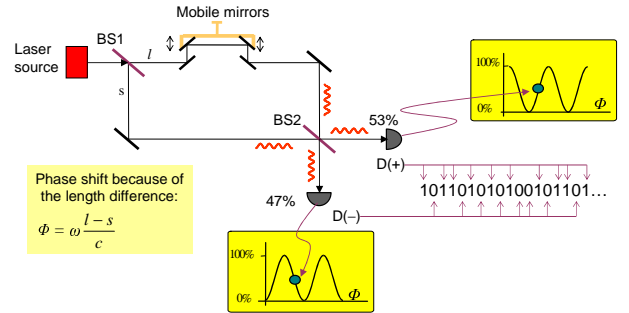 Mobile mirrors
BS1
Laser
source
l
s
BS2
53%
100%
0%
Φ
D(+)
101101010100101101…
Phase shift because of
the length difference:
Φ = ω l − s
c
47%
D(−)
100%
0%
Φ